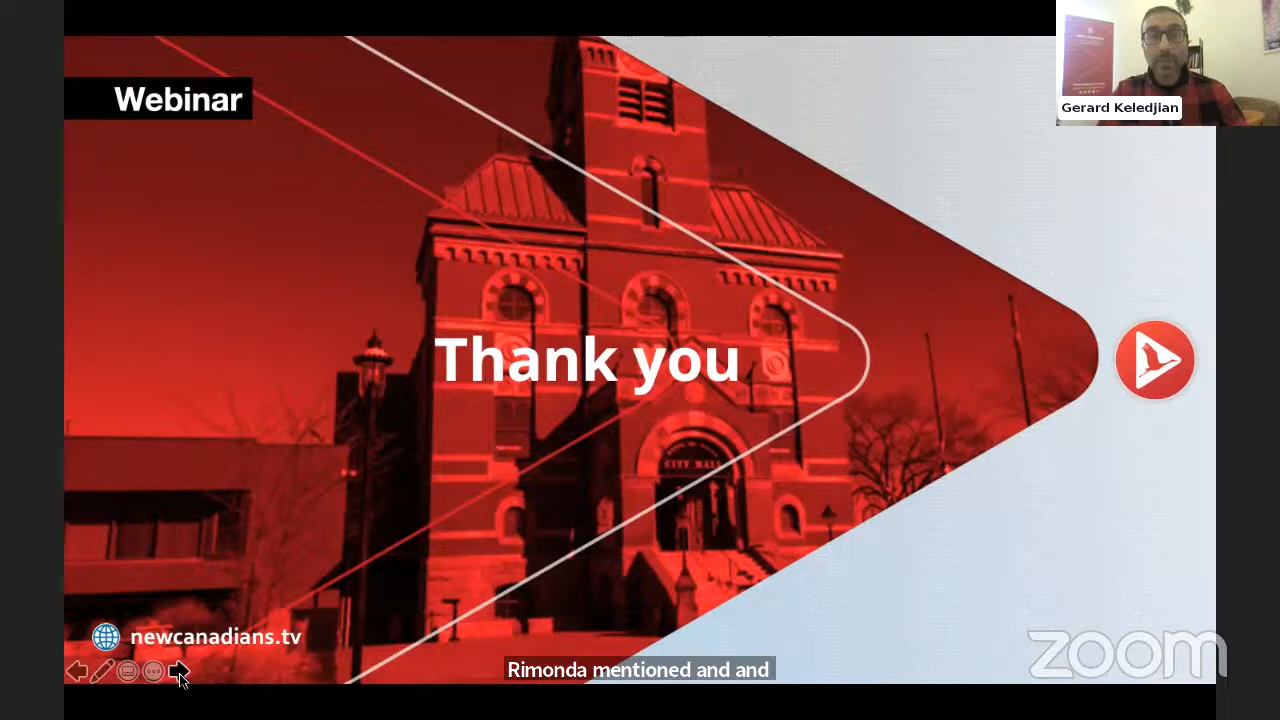 Webinar
Gerard Keledjian
Thank you
CITY HALL
newcanadians.tv
Rimonda mentioned and and
zoom